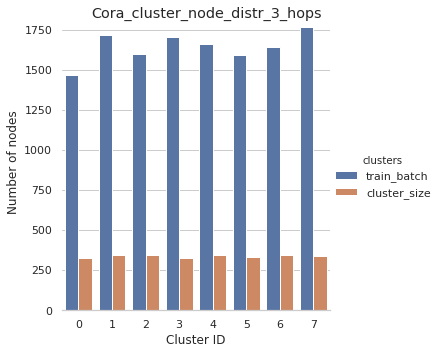 Cora_cluster_node_distr_3_hops
Number of nodes
1750
1500
1250
1000
750
500
250
0
0 1 2 3 4 5 6 7
Cluster ID
clusters
train_batch
cluster_size